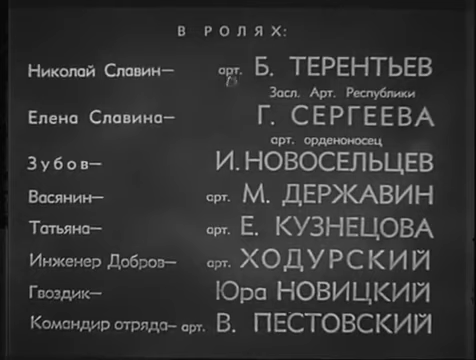 В РОЛЯХ:
Николай Славин— арт. Б. ТЕРЕНТЬЕВ
Засл. Арт. Республики
Елена Славина— Г. СЕРГЕЕВА
арт. орденоносец
Зубов— И. НОВОСЕЛЬЦЕВ
Васянин— арт. М. ДЕРЖАВИН
Татьяна— арт. Е. КУЗНЕЦОВА
Инженер Добров— арт. ХОДУРСКИЙ
Гвоздик— Юра НОВИЦКИЙ
Командир отряда— арт. В. ПЕСТОВСКИЙ